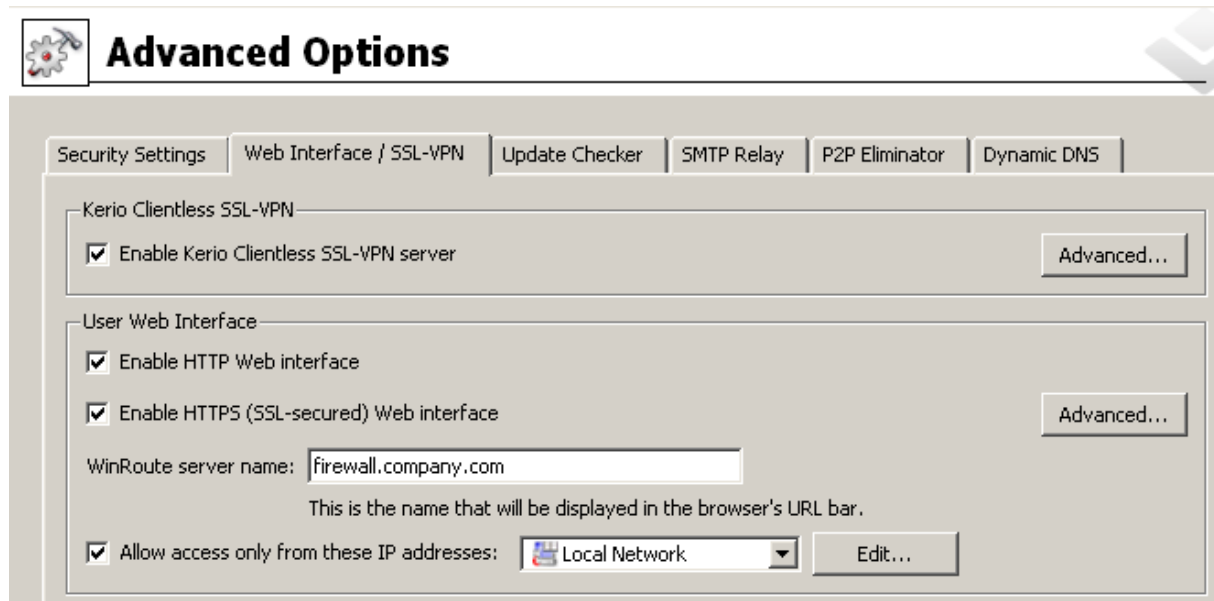 Advanced Options
Security Settings Web Interface / SSL-VPN Update Checker SMTP Relay P2P Eliminator Dynamic DNS
Kerio Clientless SSL-VPN
Enable Kerio Clientless SSL-VPN server Advanced...
User Web Interface
Enable HTTP Web interface
Enable HTTPS (SSL-secured) Web interface Advanced...
WinRoute server name: firewall.company.com
This is the name that will be displayed in the browser's URL bar.
Allow access only from these IP addresses: Local Network Edit...